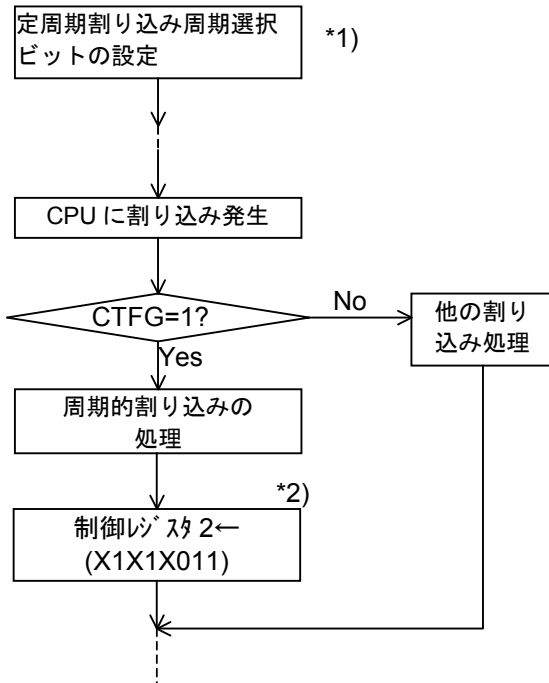 定周期割り込み周期選択
ビットの設定
*1)
CPU に割り込み発生
CTFG=1?
No
他の割り
込み処理
Yes
周期的割り込みの
処理
*2)
制御ﾚｼﾞｽﾀ 2←
(X1X1X011)